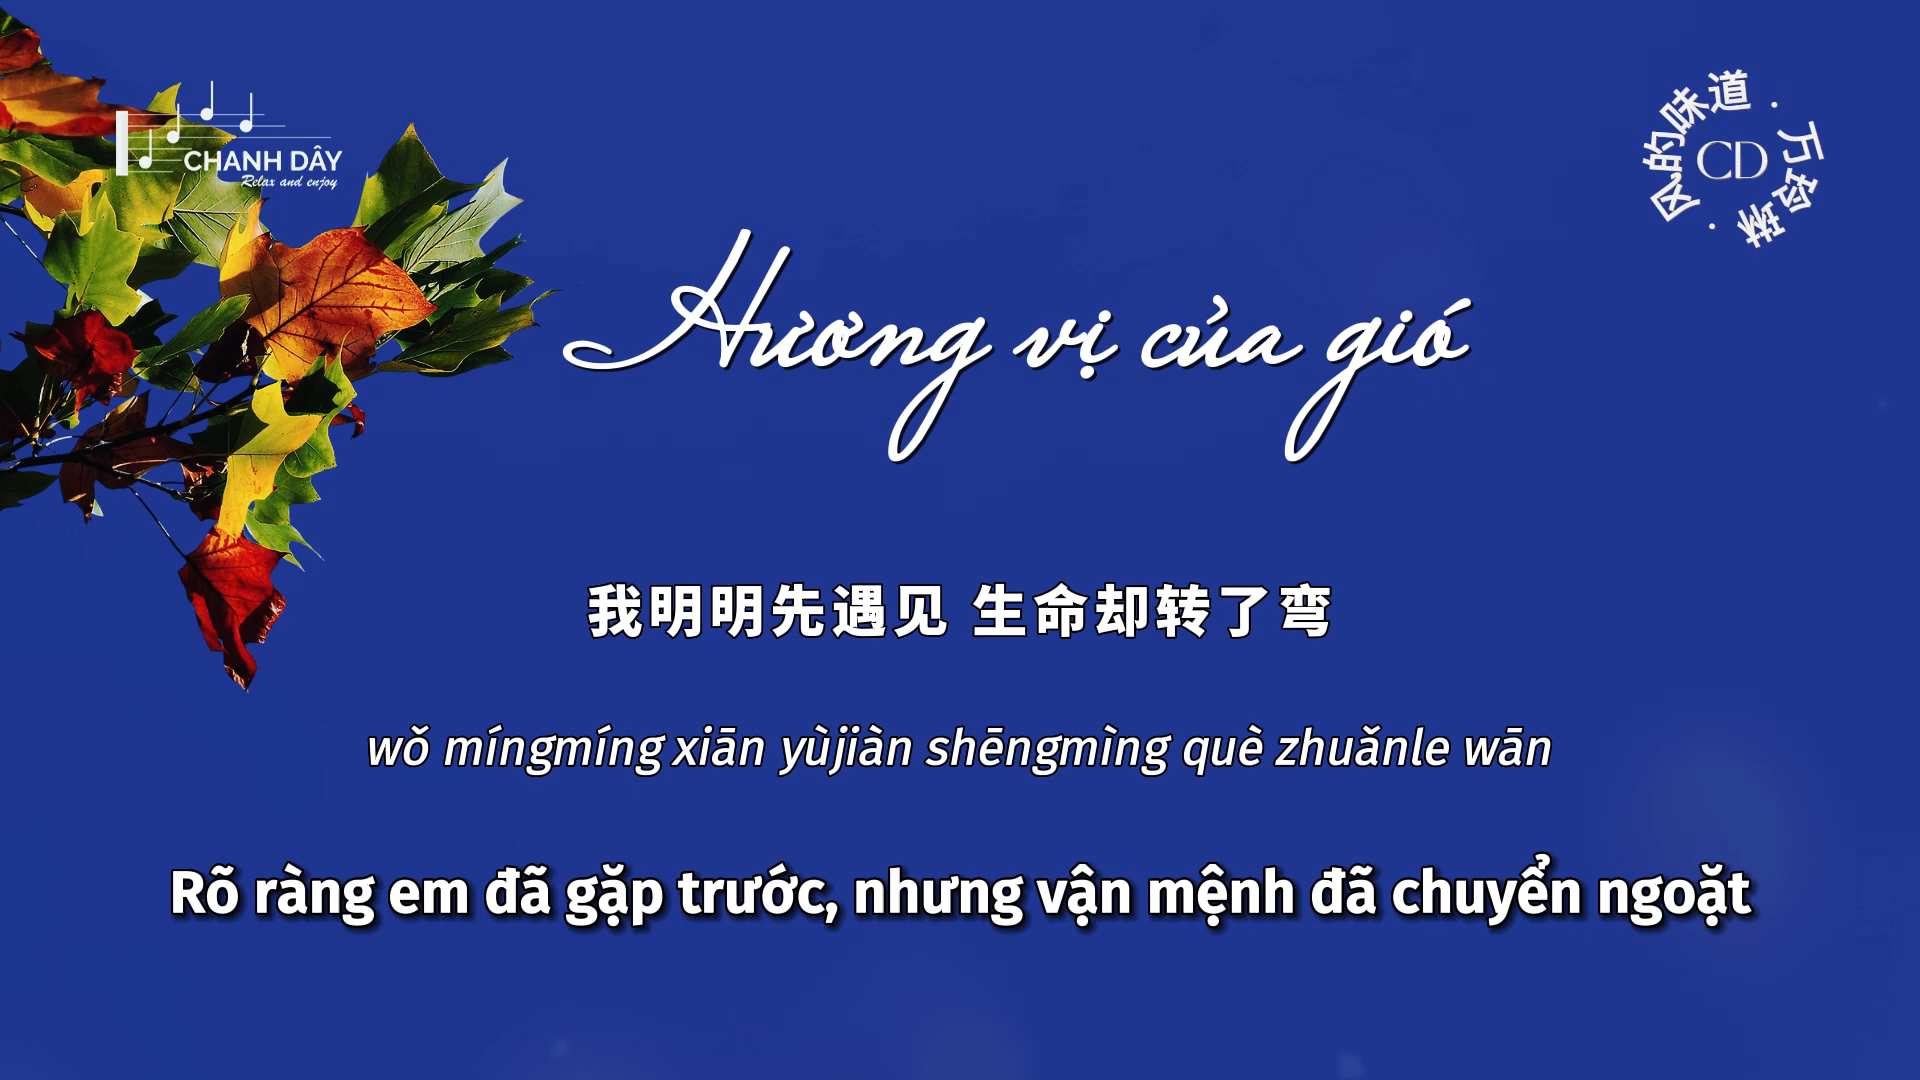 CHANH DÂY
Relax and enjoy
风的味道 · 万玲琳 ·
CD
Hương vị của gió
我明明先遇见 生命却转了弯
wǒ míngmíng xiān yùjiàn shēngmìng què zhuǎnle wān
Rõ ràng em đã gặp trước, nhưng vận mệnh đã chuyển ngoặt